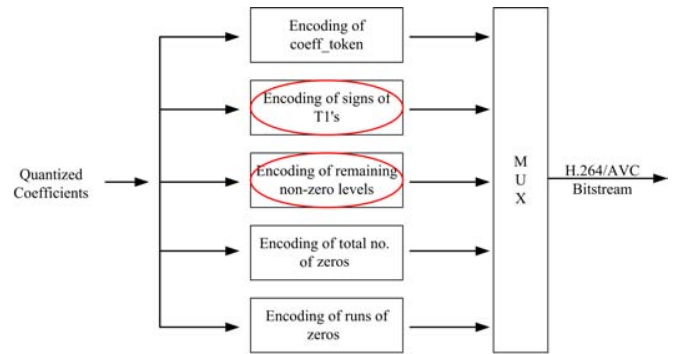 Quantized
Coefficients
Encoding of
coeff_token
Encoding of signs of
T1's
Encoding of remaining
non-zero levels
Encoding of total no.
of zeros
Encoding of runs of
zeros
M
U
X
H.264/AVC
Bitstream